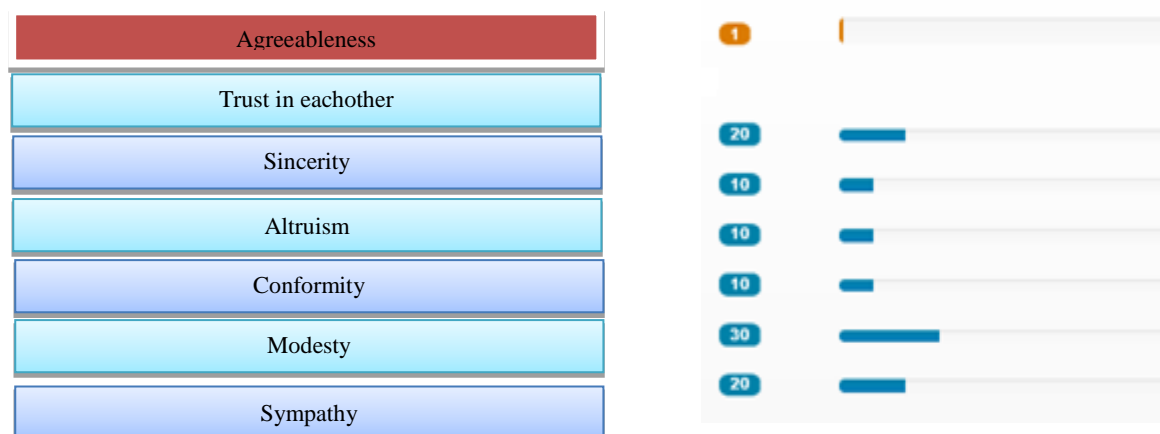 Agreeableness 1
Trust in eachother 20
Sincerity 10
Altruism 10
Conformity 10
Modesty 30
Sympathy 20